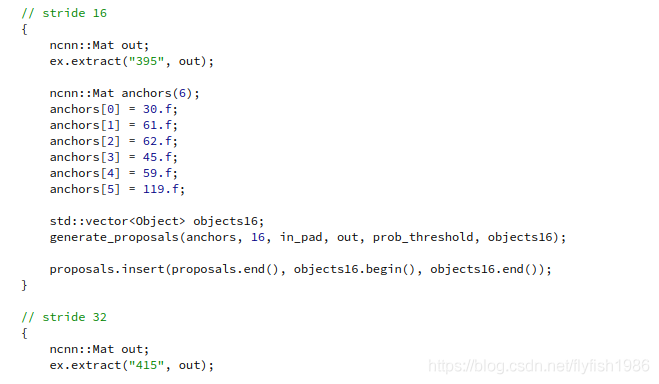 // stride 16
{
    ncnn::Mat out;
    ex.extract("395", out);

    ncnn::Mat anchors(6);
    anchors[0] = 30.f;
    anchors[1] = 61.f;
    anchors[2] = 62.f;
    anchors[3] = 45.f;
    anchors[4] = 59.f;
    anchors[5] = 119.f;

    std::vector<Object> objects16;
    generate_proposals(anchors, 16, in_pad, out, prob_threshold, objects16);

    proposals.insert(proposals.end(), objects16.begin(), objects16.end());
}

// stride 32
{
    ncnn::Mat out;
    ex.extract("415", out);
https://blog.csdn.net/flyfish1986